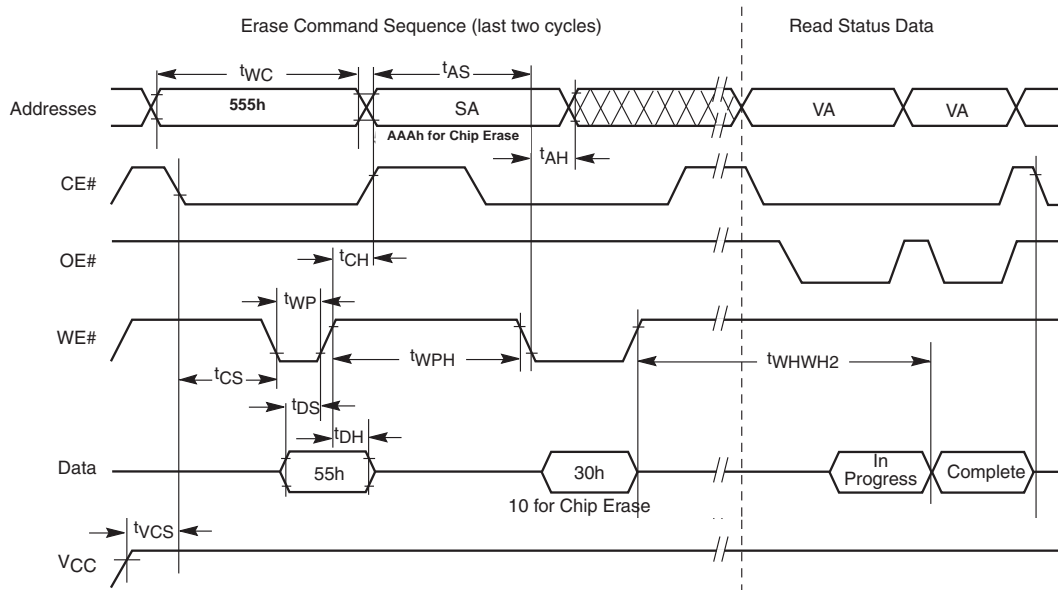 Erase Command Sequence (last two cycles) Read Status Data
tWC tAS
Addresses 555h SA VA VA
AAAh for Chip Erase
tAH
CE#
OE#
tCH
tWP
WE#
tWPH tWHWH2
tCS
tDS
tDH
Data 55h 30h In Progress Complete
10 for Chip Erase
tVCS
VCC